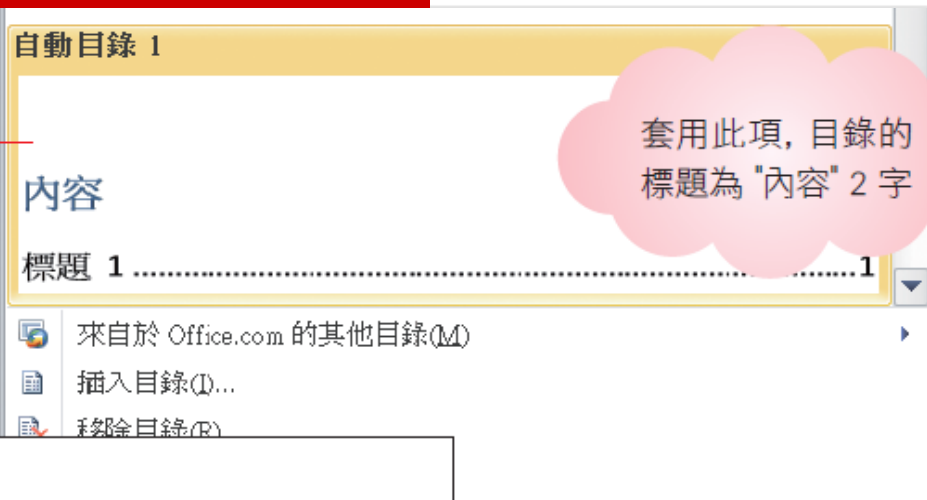 自動目錄 1
套用此項, 目錄的
標題為 "內容" 2 字
內容
標題 1......................................................................................1
來自於 Office.com 的其他目錄(M)
插入目錄(I)...
移除目錄(R)